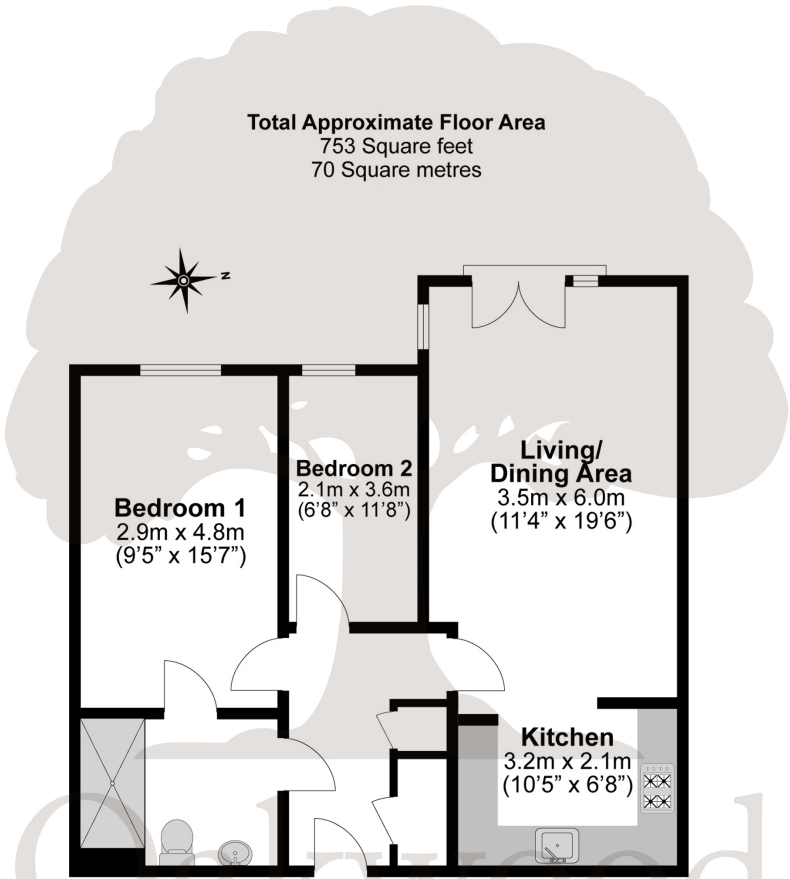 Total Approximate Floor Area
753 Square feet
70 Square metres
N
Living/
Dining Area
3.5m x 6.0m
(11’4” x 19’6”)
Bedroom 2
2.1m x 3.6m
(6’8” x 11’8”)
Bedroom 1
2.9m x 4.8m
(9’5” x 15’7”)
Kitchen
3.2m x 2.1m
(10’5” x 6’8”)